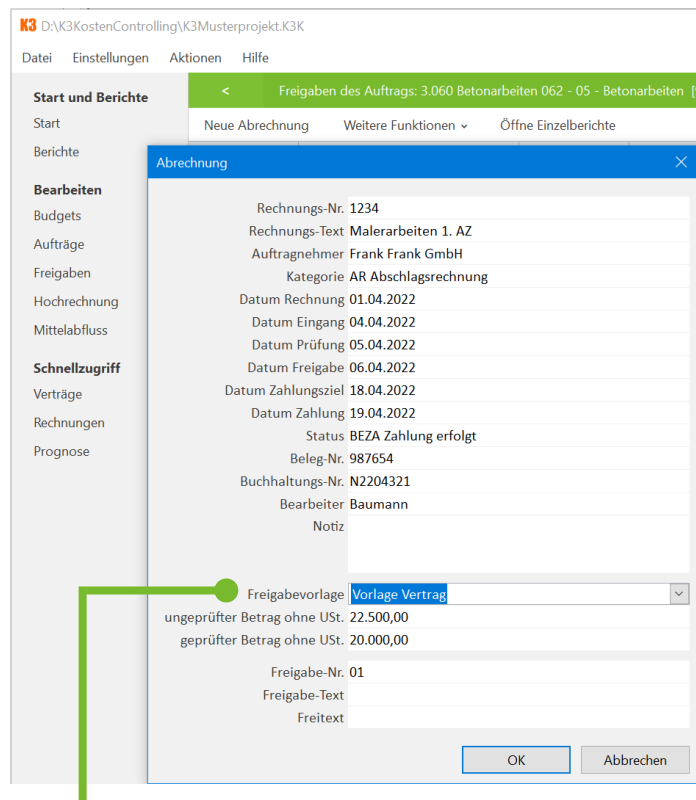 K3 D:\K3KostenControlling\K3Musterprojekt.K3K
Datei Einstellungen Aktionen Hilfe
Start und Berichte
Start
Berichte
Bearbeiten
Budgets
Aufträge
Freigaben
Hochrechnung
Mittelabfluss
Schnellzugriff
Verträge
Rechnungen
Prognose
< Freigaben des Auftrags: 3.060 Betonarbeiten 062 - 05 - Betonarbeiten
Neue Abrechnung Weitere Funktionen Öffne Einzelberichte
Abrechnung
Rechnungs-Nr. 1234
Rechnungs-Text Malerarbeiten 1. AZ
Auftragnehmer Frank Frank GmbH
Kategorie AR Abschlagsrechnung
Datum Rechnung 01.04.2022
Datum Eingang 04.04.2022
Datum Prüfung 05.04.2022
Datum Freigabe 06.04.2022
Datum Zahlungsziel 18.04.2022
Datum Zahlung 19.04.2022
Status BEZA Zahlung erfolgt
Beleg-Nr. 987654
Buchhaltungs-Nr. N2204321
Bearbeiter Baumann
Notiz
Freigabevorlage Vorlage Vertrag
ungeprüfter Betrag ohne USt. 22.500,00
geprüfter Betrag ohne USt. 20.000,00
Freigabe-Nr. 01
Freigabe-Text
Freitext
OK Abbrechen